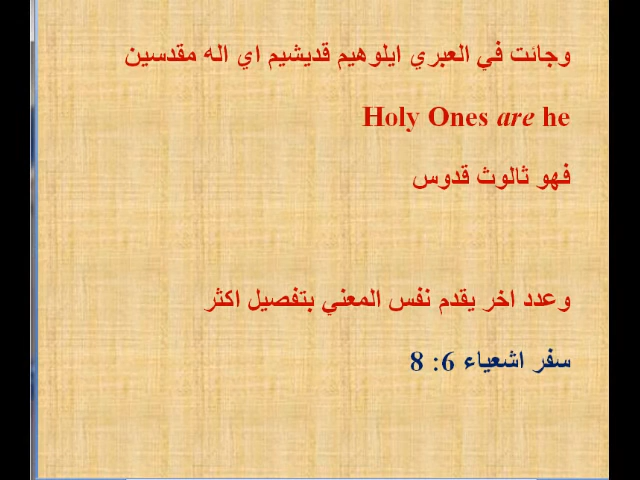 وجائت في العبري ايلوهيم قديشيم اي اله مقدسين
Holy Ones are he
فهو ثالوث قدوس
وعدد اخر يقدم نفس المعني بتفصيل اكثر
سفر اشعياء 6: 8